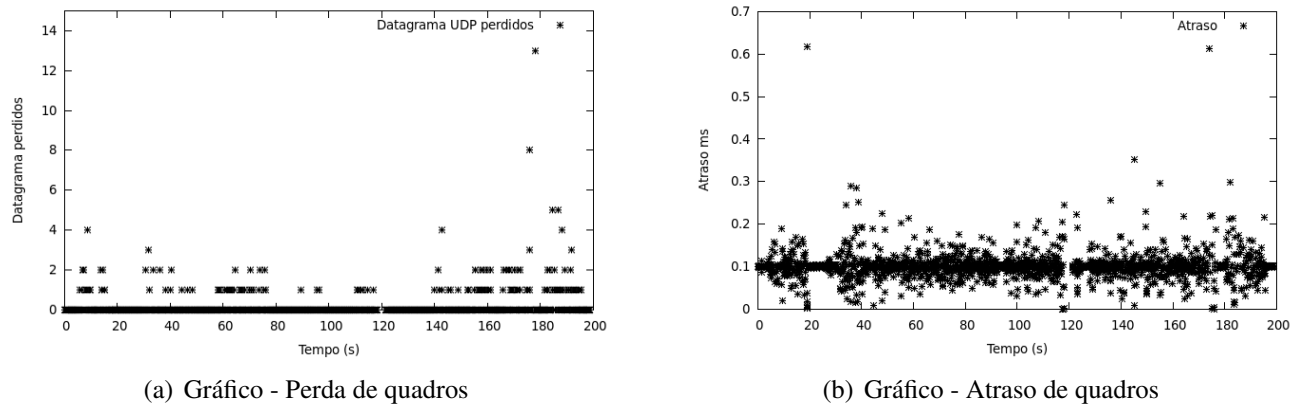 Datagrama UDP perdidos
Datagrama perdidos
14
12
10
8
6
4
2
0
0 20 40 60 80 100 120 140 160 180 200
Tempo (s)
(a) Gráfico - Perda de quadros
Atraso
Atraso ms
0.7
0.6
0.5
0.4
0.3
0.2
0.1
0
0 20 40 60 80 100 120 140 160 180 200
Tempo (s)
(b) Gráfico - Atraso de quadros